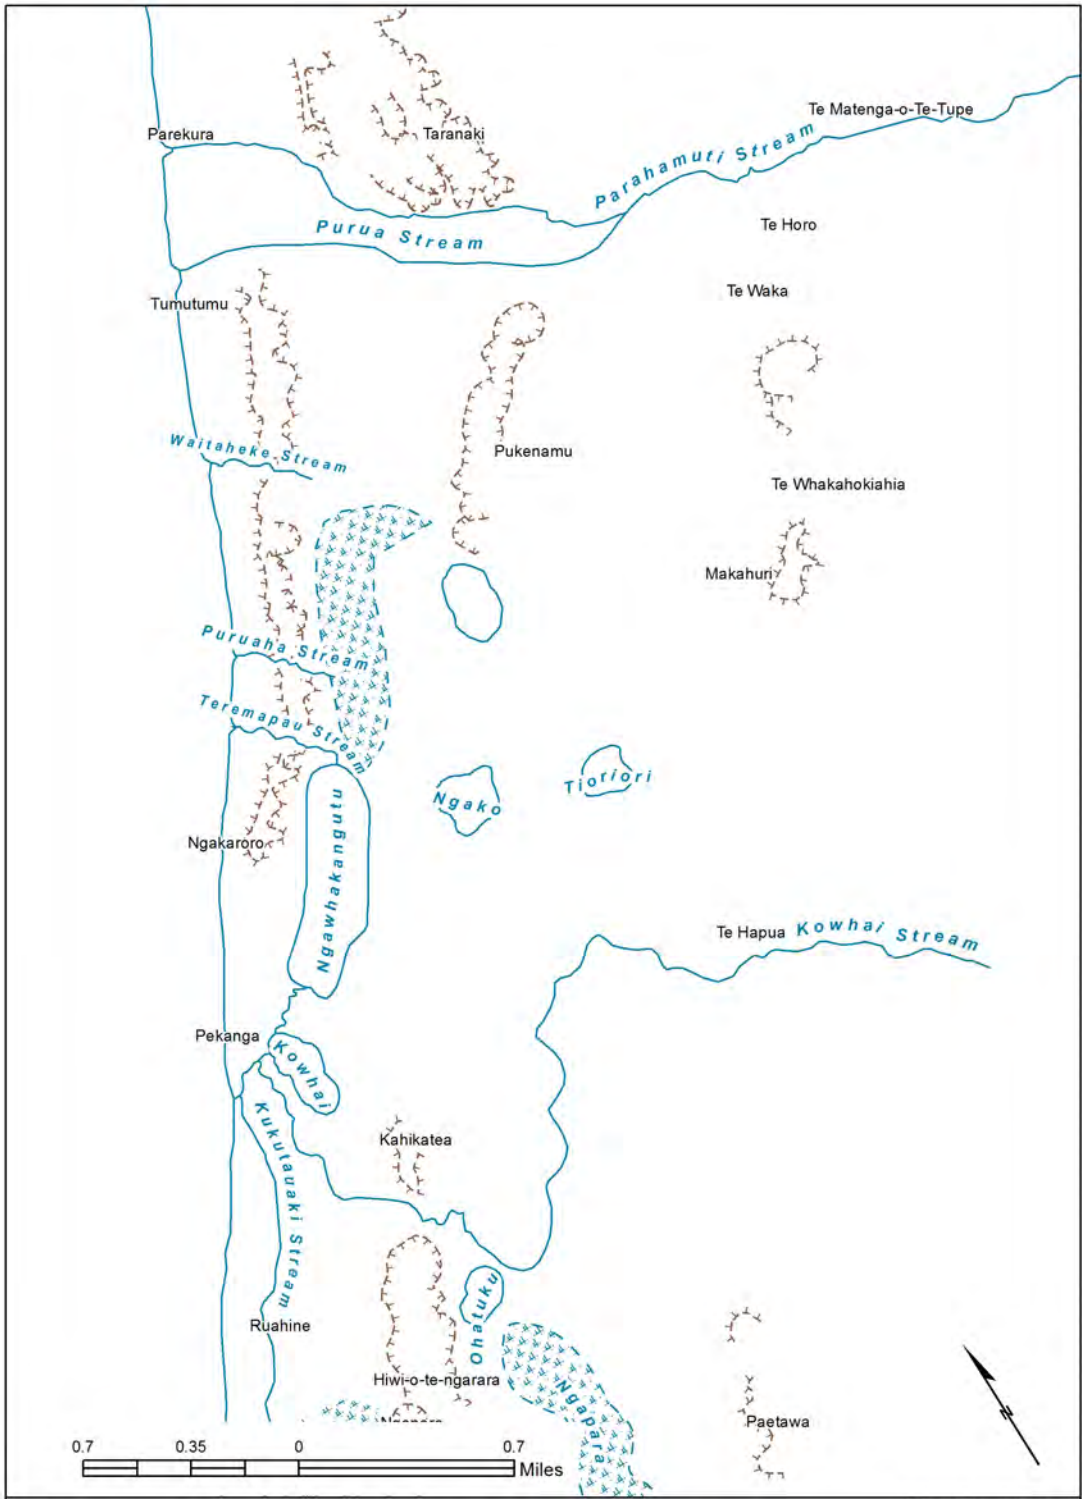 Te Matenga-o-Te-Tupe
Parekura
Taranaki
Parahamuti Stream
Te Horo
Purua Stream
Te Waka
Tumutumu
Waitaheke Stream
Pukenamu
Te Whakahokiahia
Makahuri
Puruaha Stream
Teremapau Stream
Tioriori
Ngako
Ngakaroro
Ngawhakangutu
Te Hapua
Kowhai Stream
Pekanga
Kowhai
Kahikatea
Kukutauaki Stream
Ohatuku
Ruahine
Hiwi-o-te-ngarara
Ngapara
Ngapara
Paetawa
N
0.7 0.35 0 0.7
Miles